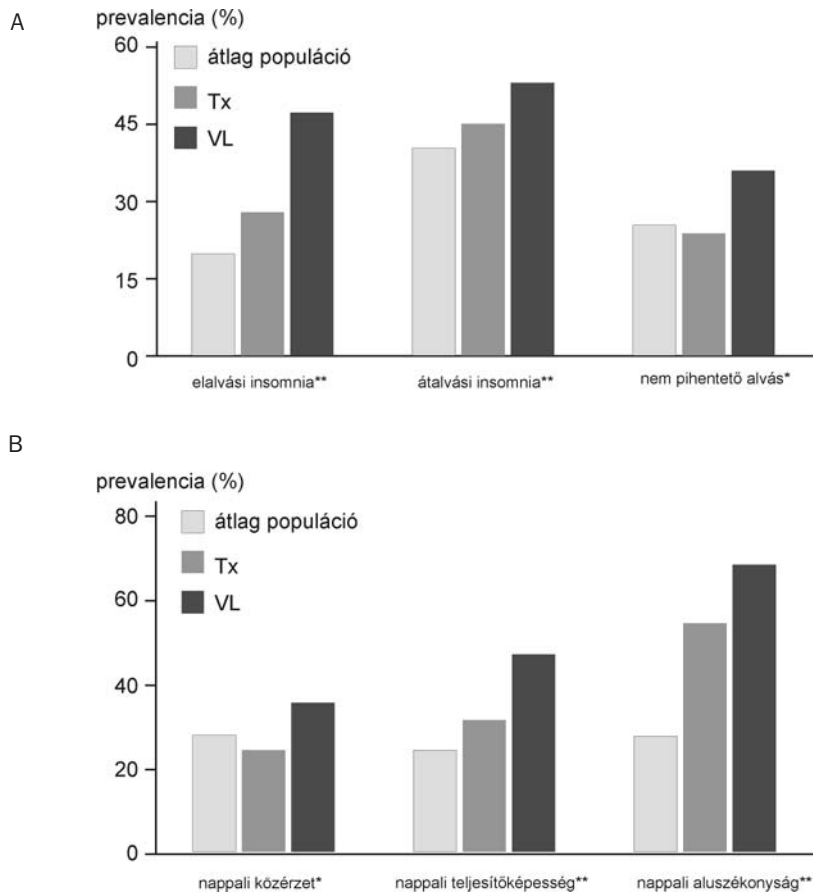 A
prevalencia (%)
60
45
30
15
0
átlag populáció
Tx
VL
elalvási insomnia** átalvási insomnia** nem pihentető alvás*
B
prevalencia (%)
80
60
40
20
0
átlag populáció
Tx
VL
nappali közérzet* nappali teljesítőképesség** nappali aluszékonyság**